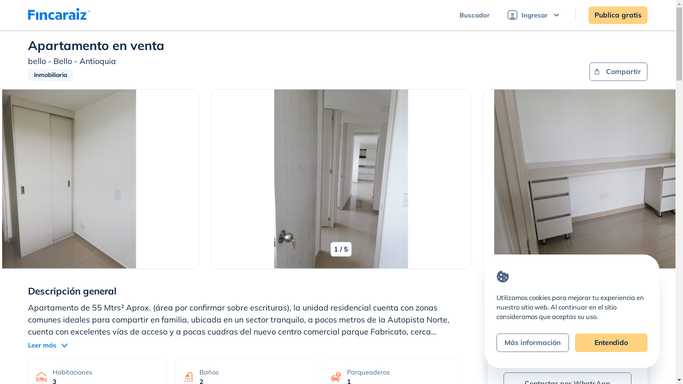 Fincaraiz
Buscador
Ingresar
Publica gratis
Apartamento en venta
bello - Bello - Antioquia
Inmobiliaria
Compartir
1 / 5
Descripción general
Apartamento de 55 Mtrs² Aprox. (área por confirmar sobre escrituras), la unidad residencial cuenta con zonas
comunes ideales para compartir en familia, ubicada en un sector tranquilo, a pocos metros de la Autopista Norte,
cuenta con excelentes vías de acceso y a pocas cuadras del nuevo centro comercial parque Fabricato, cerca...
Leer más
Utilizamos cookies para mejorar tu experiencia en
nuestro sitio web. Al continuar en el sitio
consideramos que aceptas su uso.
Más información
Entendido
Habitaciones
3
Baños
2
Parqueaderos
1
Contactar por WhatsApp